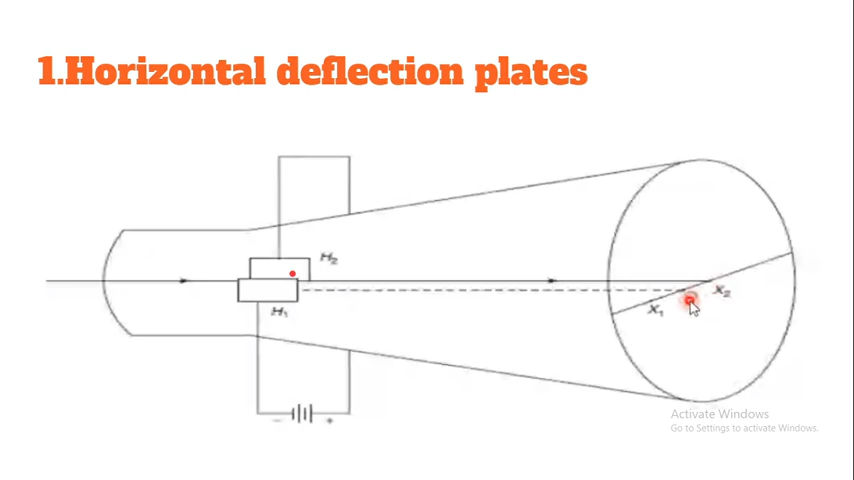 1.Horizontal deflection plates
H₂
H₁
X₂
X₁
- +
Activate Windows
Go to Settings to activate Windows.